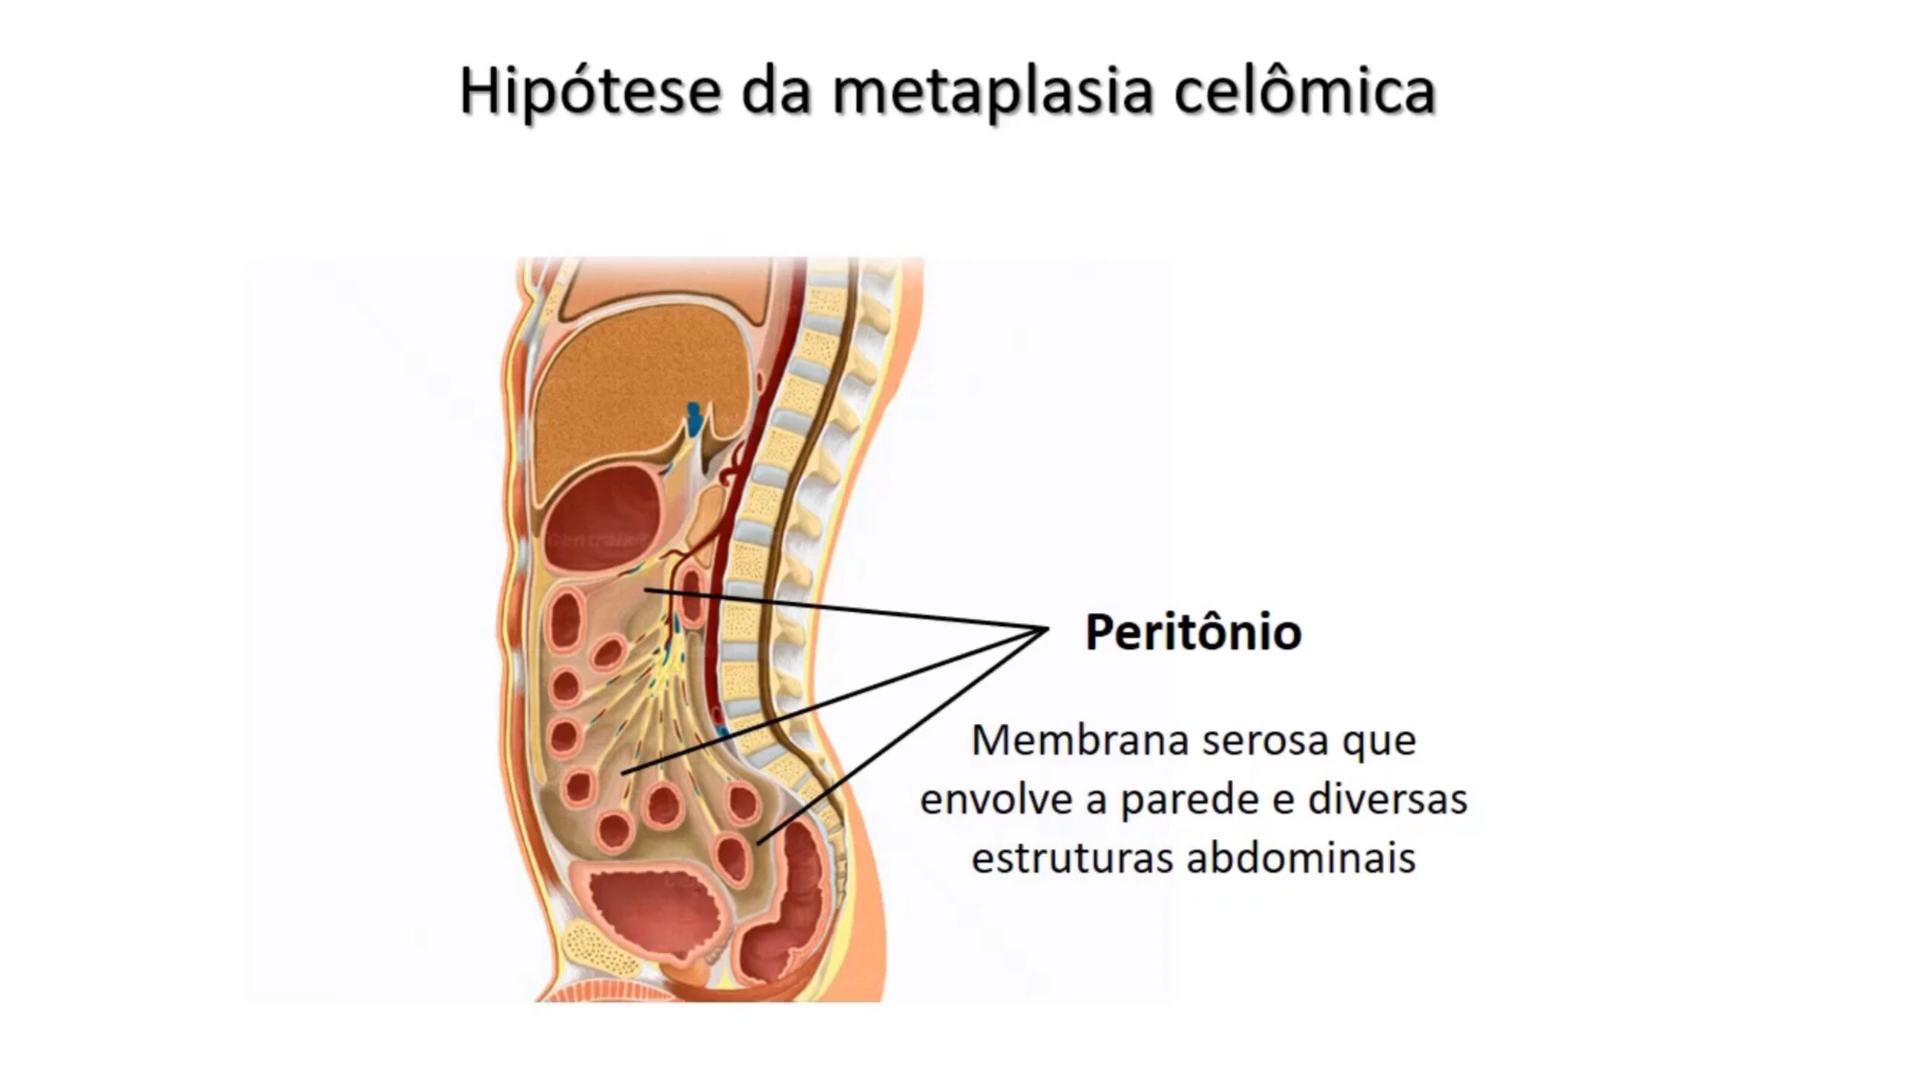 Hipótese da metaplasia celômica
Peritônio
Membrana serosa que
envolve a parede e diversas
estruturas abdominais